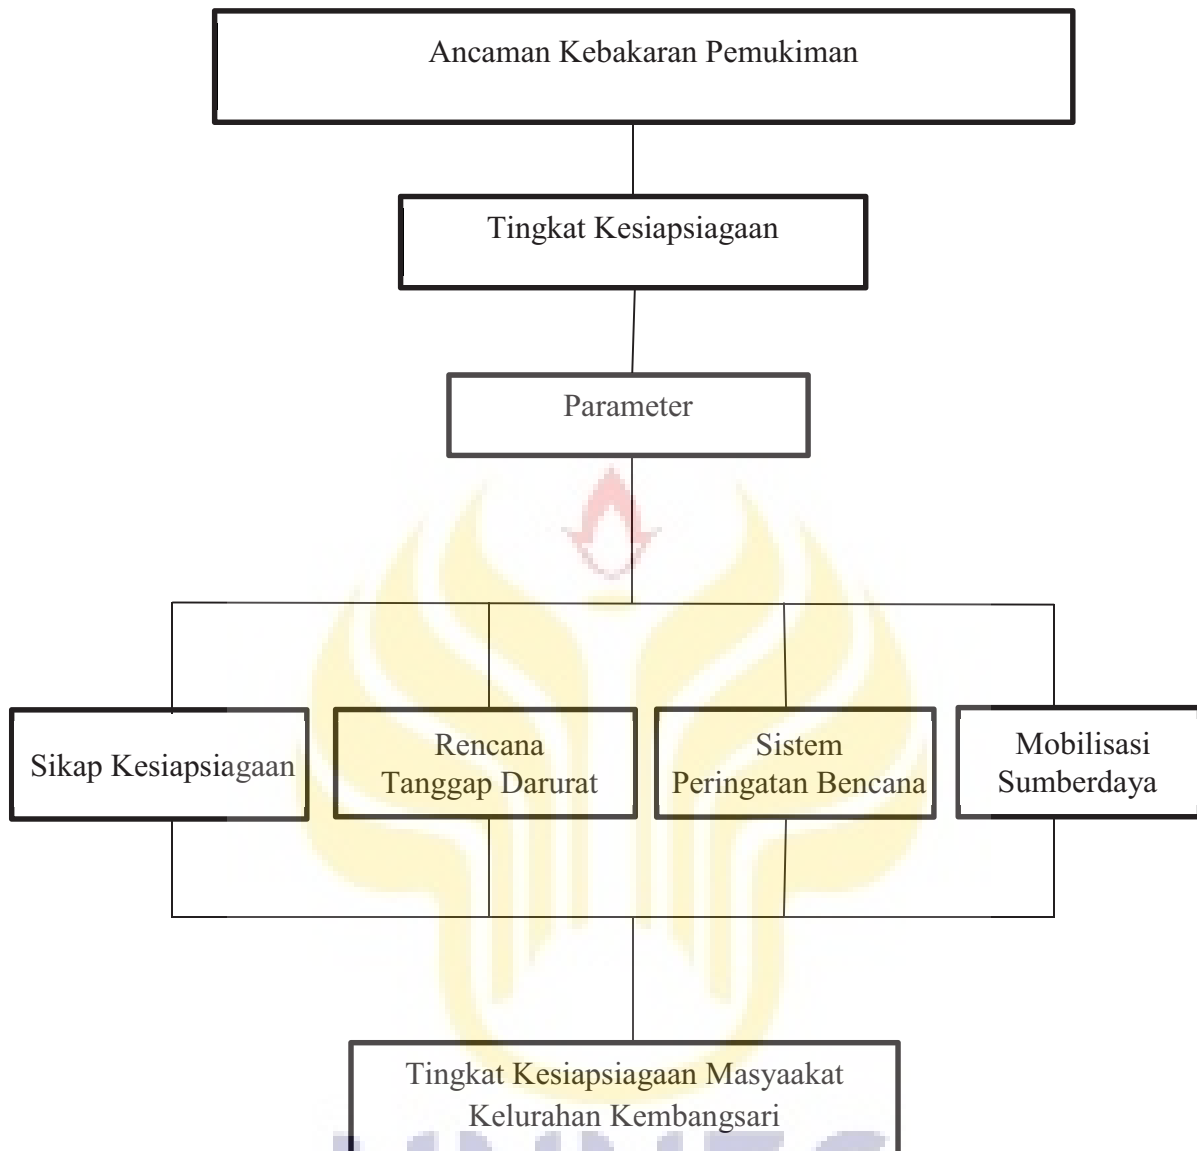 Ancaman Kebakaran Pemukiman
Tingkat Kesiapsiagaan
Parameter
Sikap Kesiapsiagaan
Rencana
Tanggap Darurat
Sistem
Peringatan Bencana
Mobilisasi
Sumberdaya
Tingkat Kesiapsiagaan Masyaakat
Kelurahan Kembangsari